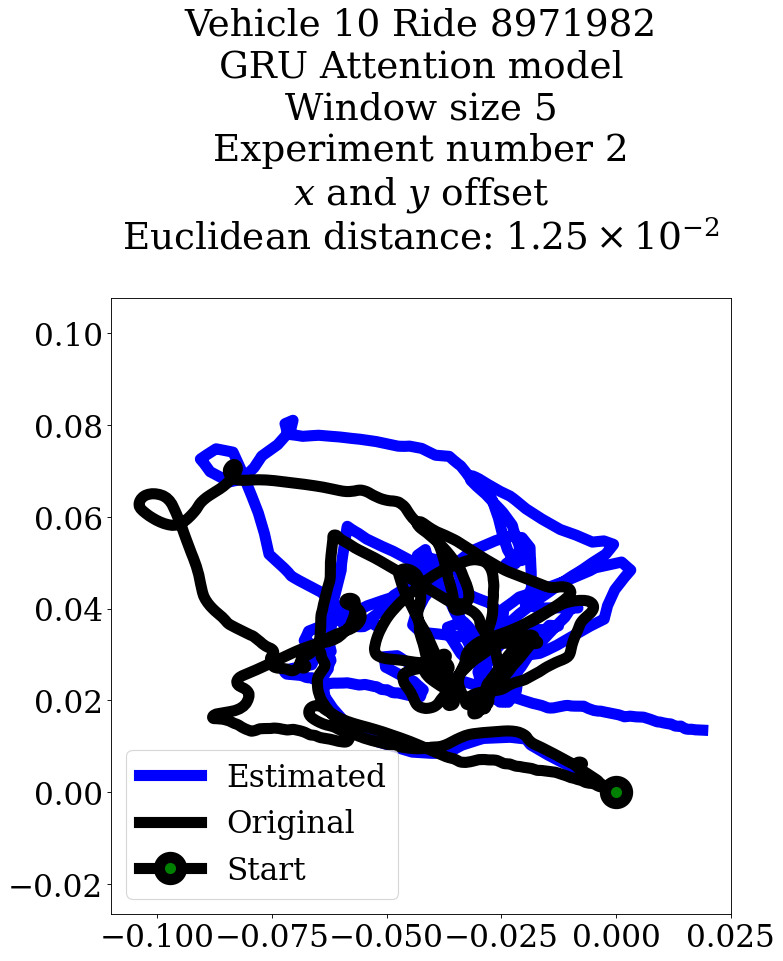 Vehicle 10 Ride 8971982
GRU Attention model
Window size 5
Experiment number 2
x and y offset
Euclidean distance: 1.25 × 10⁻²
0.10
0.08
0.06
0.04
0.02
0.00
−0.02
Estimated
Original
Start
−0.100 −0.075 −0.050 −0.025 0.000 0.025